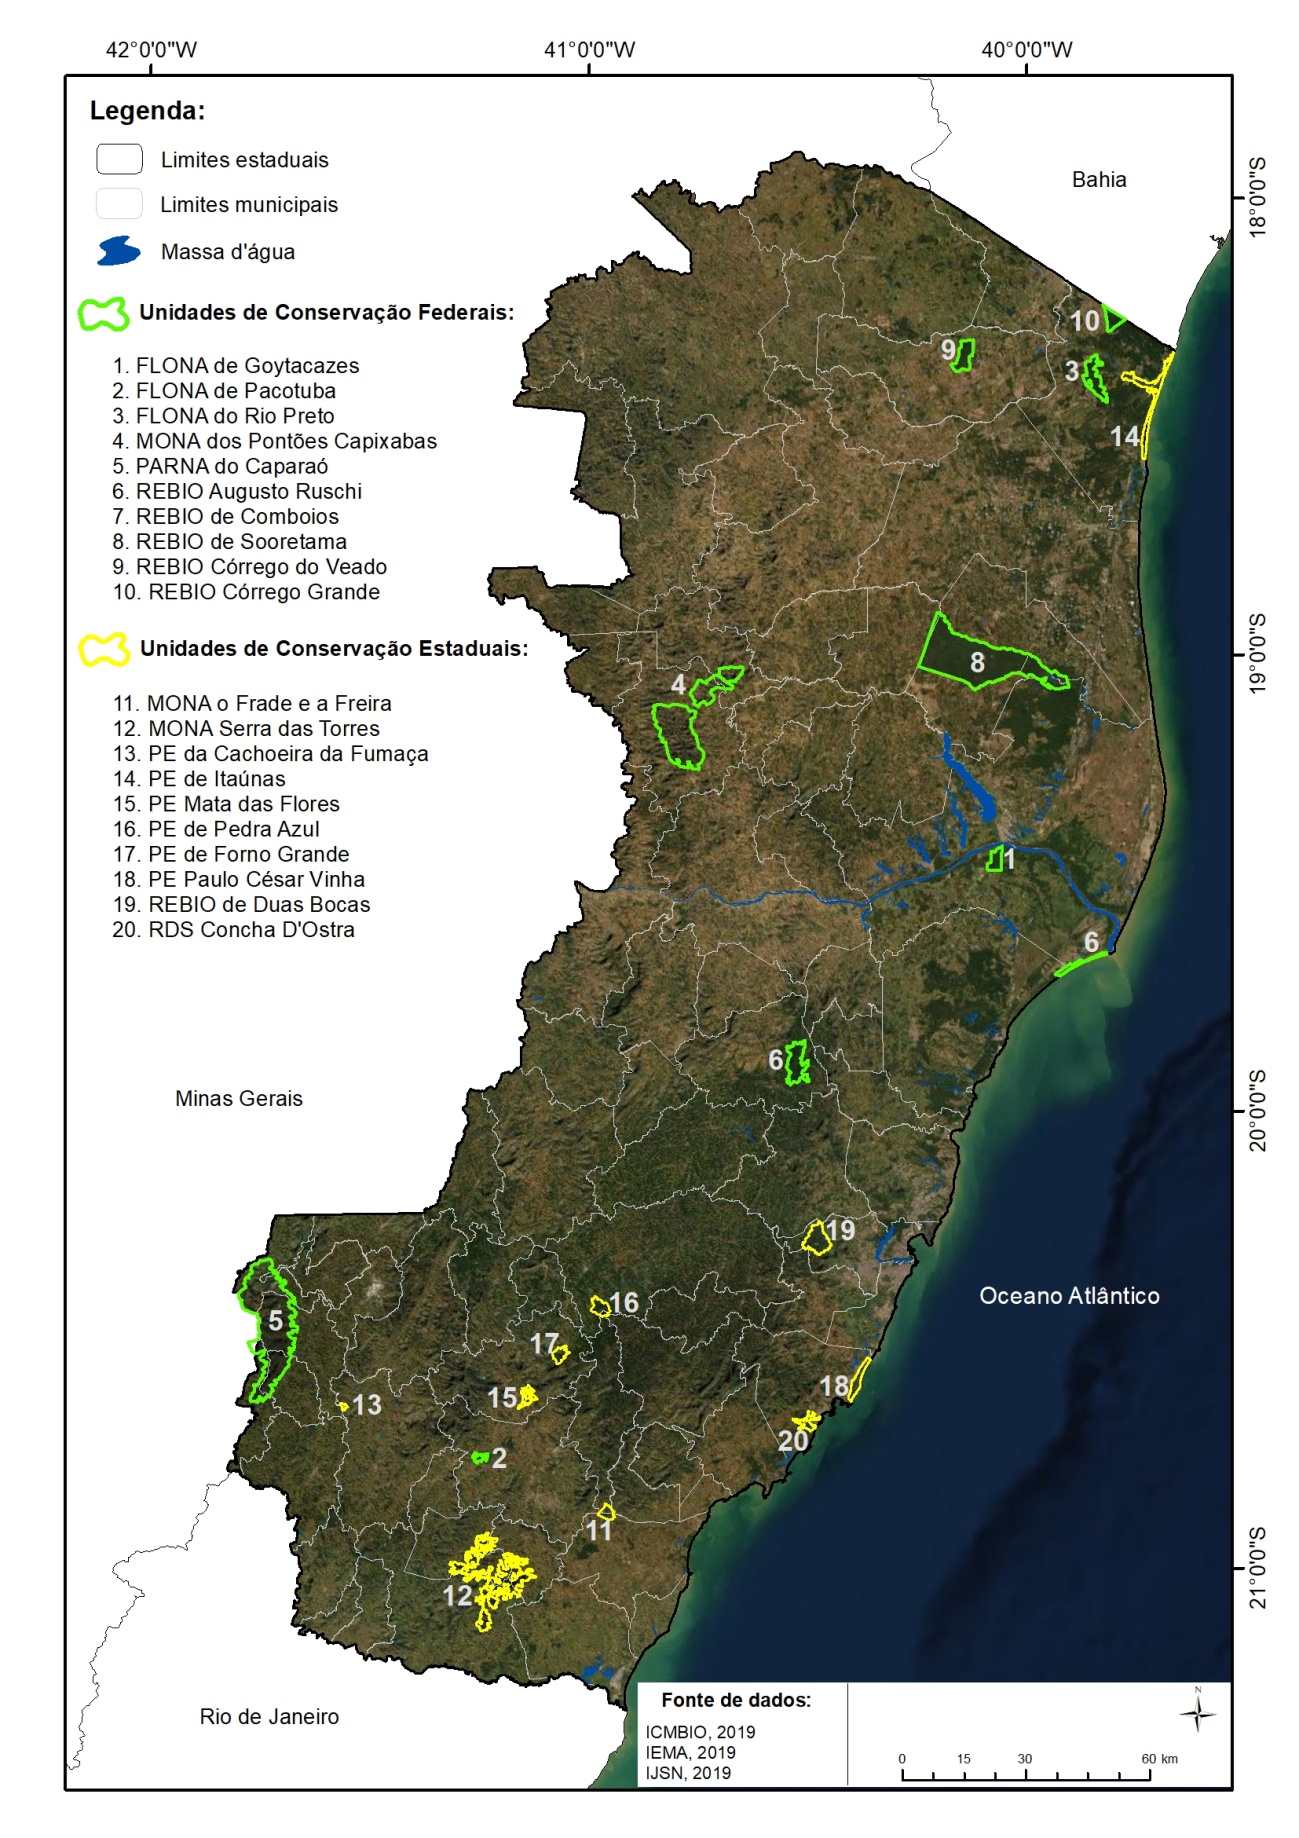 42°0'0"W
41°0'0"W
40°0'0"W
Legenda:
Limites estaduais
Limites municipais
Massa d'água
Unidades de Conservação Federais:
1. FLONA de Goytacazes
2. FLONA de Pacotuba
3. FLONA do Rio Preto
4. MONA dos Pontões Capixabas
5. PARNA do Caparaó
6. REBIO Augusto Ruschi
7. REBIO de Comboios
8. REBIO de Sooretama
9. REBIO Córrego do Veado
10. REBIO Córrego Grande
Unidades de Conservação Estaduais:
11. MONA o Frade e a Freira
12. MONA Serra das Torres
13. PE da Cachoeira da Fumaça
14. PE de Itaúnas
15. PE Mata das Flores
16. PE de Pedra Azul
17. PE de Forno Grande
18. PE Paulo César Vinha
19. REBIO de Duas Bocas
20. RDS Concha D'Ostra
Bahia
18°0'0"S
10
9
3
14
19°0'0"S
8
4
1
6
6
Minas Gerais
20°0'0"S
19
Oceano Atlântico
16
5
17
18
15
13
20
2
11
21°0'0"S
12
Rio de Janeiro
Fonte de dados:
ICMBIO, 2019
IEMA, 2019
IJSN, 2019
N
0 15 30 60 km